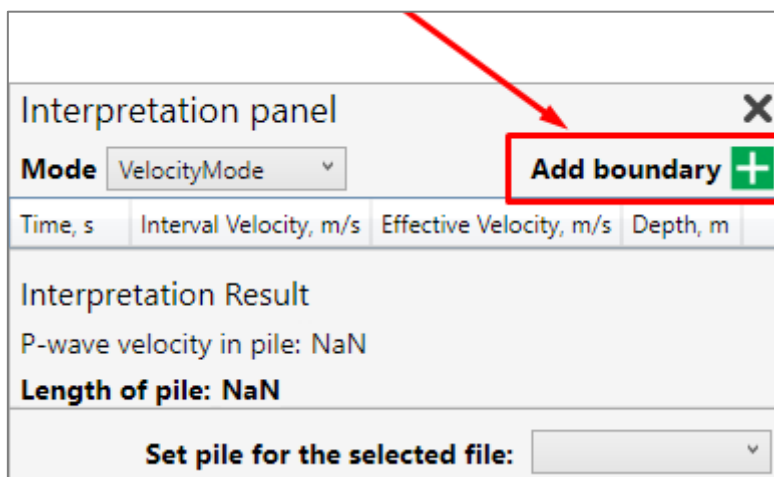 Interpretation panel
Mode VelocityMode Add boundary
Time, s Interval Velocity, m/s Effective Velocity, m/s Depth, m
Interpretation Result
P-wave velocity in pile: NaN
Length of pile: NaN
Set pile for the selected file: